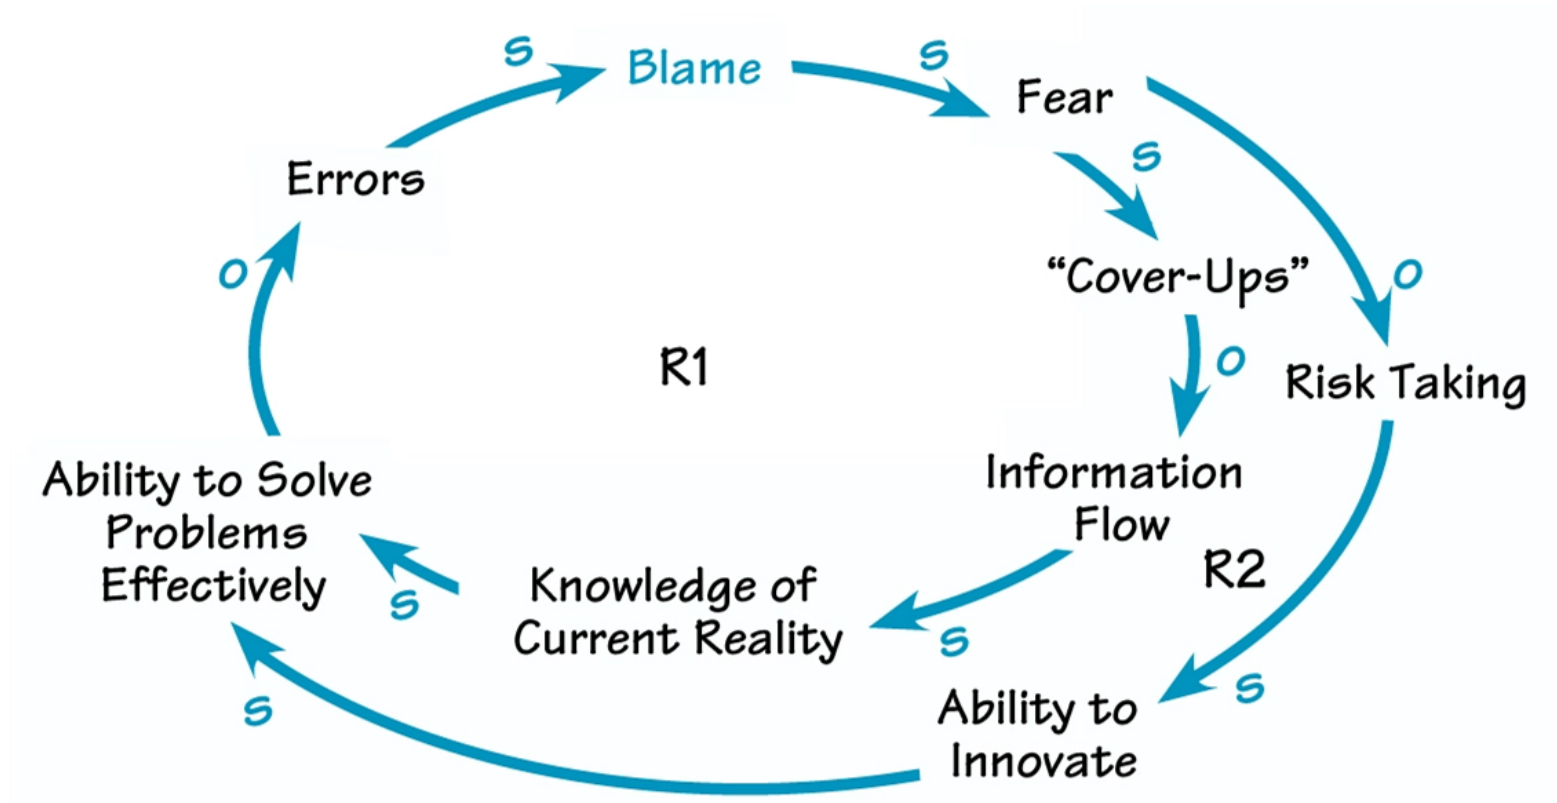 s
Blame
s
Fear
s
Errors
“Cover-Ups”
o
o
R1
o
Risk Taking
Information
Flow
Ability to Solve
Problems
Effectively
R2
Knowledge of
Current Reality
s
s
s
s
Ability to
Innovate